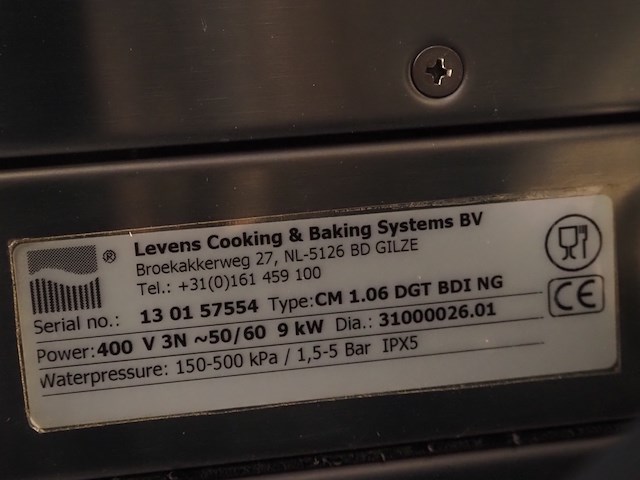 ®
Levens Cooking & Baking Systems BV
Broekakkerweg 27, NL-5126 BD GILZE
Tel.: +31(0)161 459 100
Serial no.: 13 01 57554 Type:CM 1.06 DGT BDI NG
Power:400 V 3N ~50/60 9 kW Dia.: 31000026.01
Waterpressure: 150-500 kPa / 1,5-5 Bar IPX5
CE